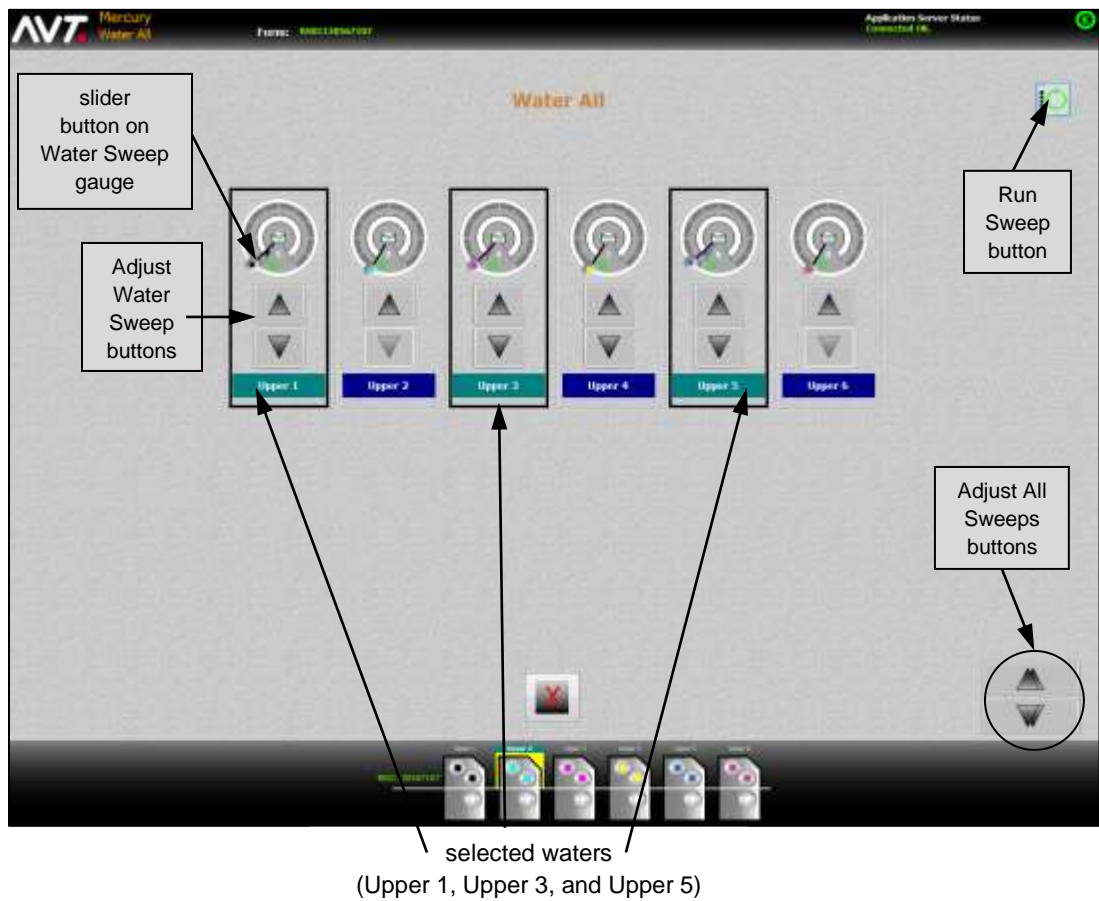 AVT
Mercury
Water All
Form:
Application Server Status
Connected OK.
Water All
slider
button on
Water Sweep
gauge
Run
Sweep
button
Adjust
Water
Sweep
buttons
Upper 1
Upper 2
Upper 3
Upper 4
Upper 5
Upper 6
Adjust All
Sweeps
buttons
X
selected waters
(Upper 1, Upper 3, and Upper 5)